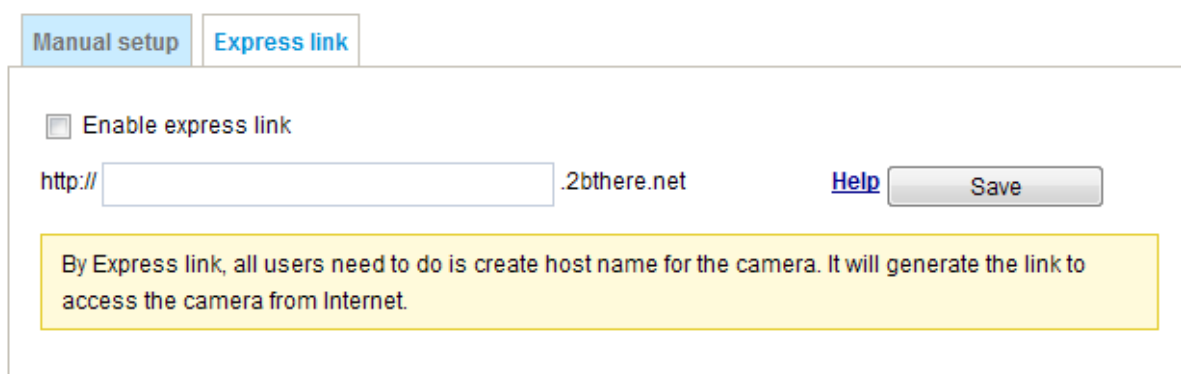 Manual setup Express link
Enable express link
http:// .2bthere.net Help Save
By Express link, all users need to do is create host name for the camera. It will generate the link to
access the camera from Internet.